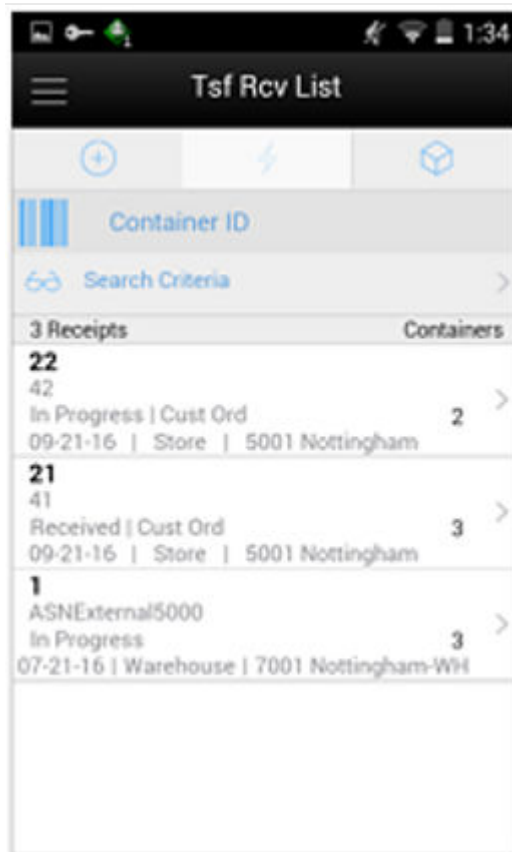 1:34
Tsf Rcv List
Container ID
Search Criteria
3 Receipts Containers
22
42
In Progress | Cust Ord 2
09-21-16 | Store | 5001 Nottingham
21
41
Received | Cust Ord 3
09-21-16 | Store | 5001 Nottingham
1
ASNExternal5000
In Progress 3
07-21-16 | Warehouse | 7001 Nottingham-WH